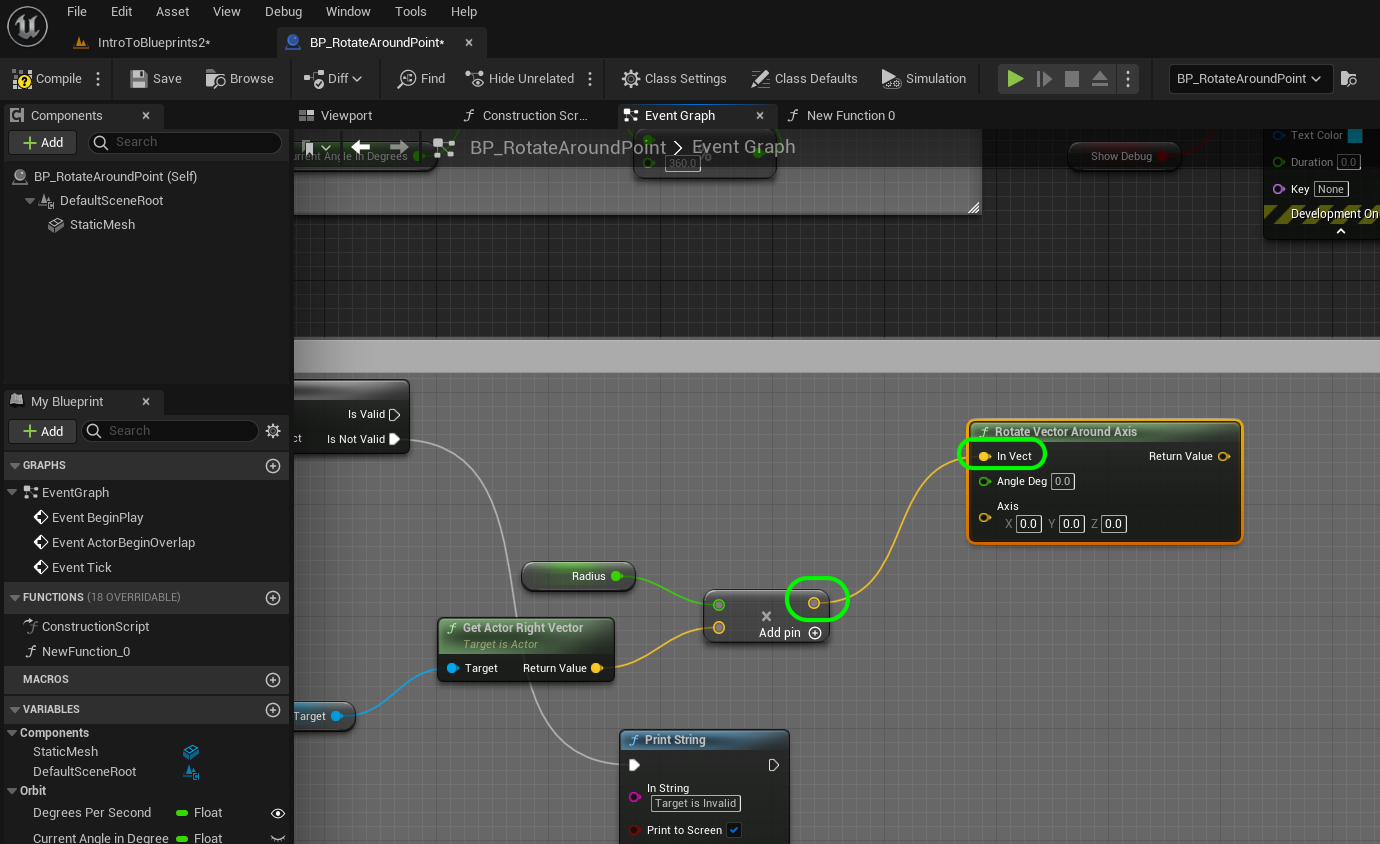 File Edit Asset View Debug Window Tools Help
IntroToBlueprints2* BP_RotateAroundPoint*
Compile Save Browse Diff Find Hide Unrelated Class Settings Class Defaults Simulation BP_RotateAroundPoint
Components
Add Search
BP_RotateAroundPoint (Self)
DefaultSceneRoot
StaticMesh
My Blueprint
Add Search
GRAPHS
EventGraph
Event BeginPlay
Event ActorBeginOverlap
Event Tick
FUNCTIONS (18 OVERRIDABLE)
ConstructionScript
NewFunction_0
MACROS
VARIABLES
Components
StaticMesh
DefaultSceneRoot
Orbit
Degrees Per Second Float
Current Angle in Degree Float
Viewport Construction Scr... Event Graph New Function 0
BP_RotateAroundPoint > Event Graph
urrent Angle in Degrees
360.0
Show Debug
Text Color
Duration 0.0
Key None
Development On
Is Valid
ct Is Not Valid
Rotate Vector Around Axis
In Vect Return Value
Angle Deg 0.0
Axis
X 0.0 Y 0.0 Z 0.0
Radius
Add pin
Get Actor Right Vector
Target is Actor
Target Return Value
Target
Print String
In String
Target is Invalid
Print to Screen